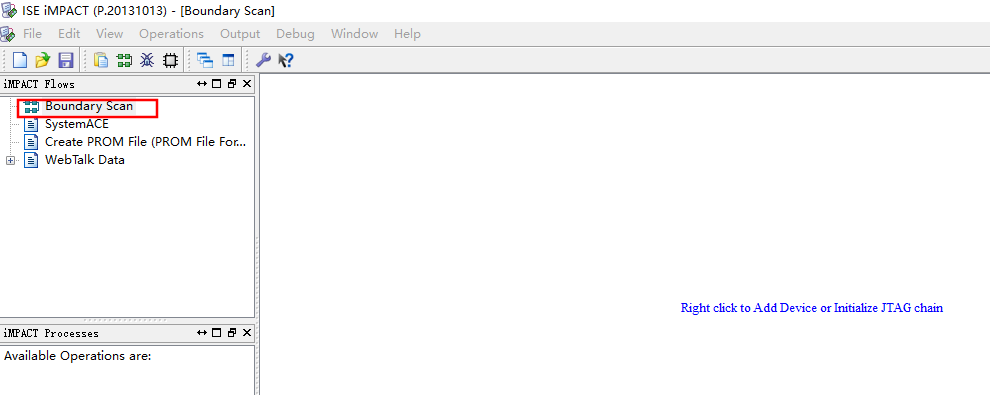 ISE iMPACT (P.20131013) - [Boundary Scan]
File Edit View Operations Output Debug Window Help
iMPACT Flows
Boundary Scan
SystemACE
Create PROM File (PROM File For...
WebTalk Data
Right click to Add Device or Initialize JTAG chain
iMPACT Processes
Available Operations are: